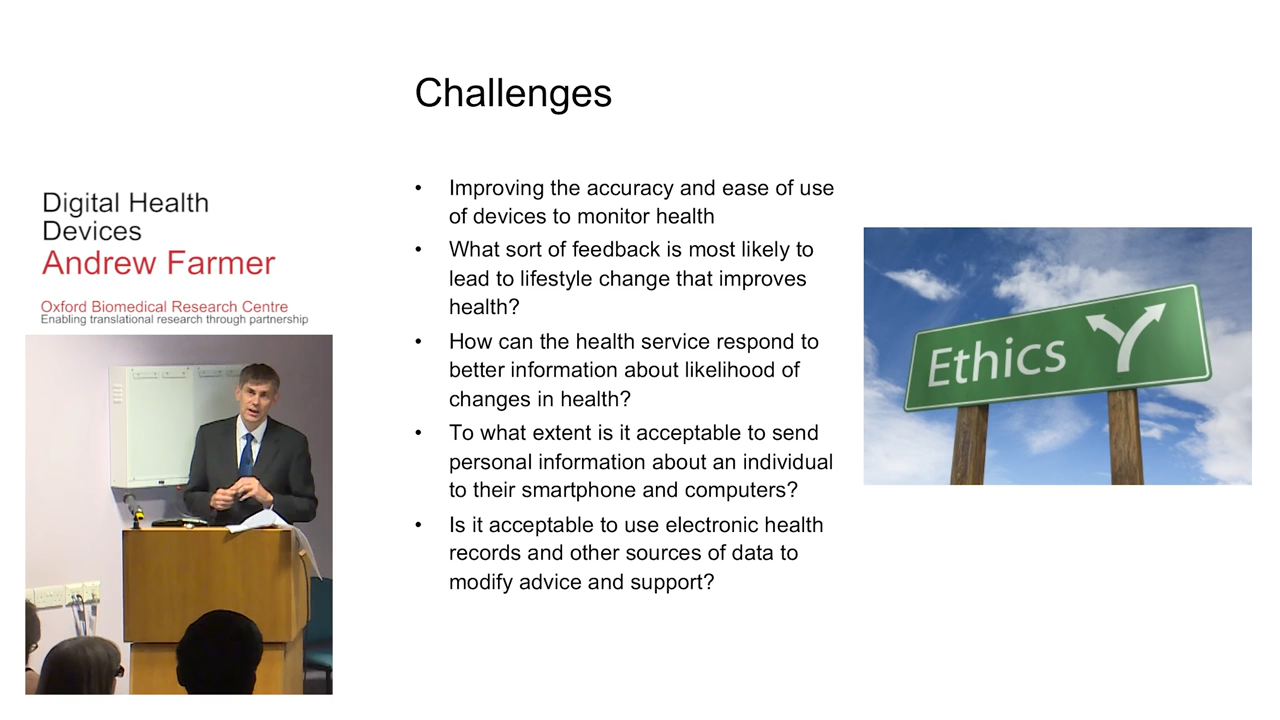 Challenges
Digital Health
Devices
Andrew Farmer
Oxford Biomedical Research Centre
Enabling translational research through partnership
• Improving the accuracy and ease of use
of devices to monitor health
• What sort of feedback is most likely to
lead to lifestyle change that improves
health?
• How can the health service respond to
better information about likelihood of
changes in health?
• To what extent is it acceptable to send
personal information about an individual
to their smartphone and computers?
• Is it acceptable to use electronic health
records and other sources of data to
modify advice and support?
Ethics